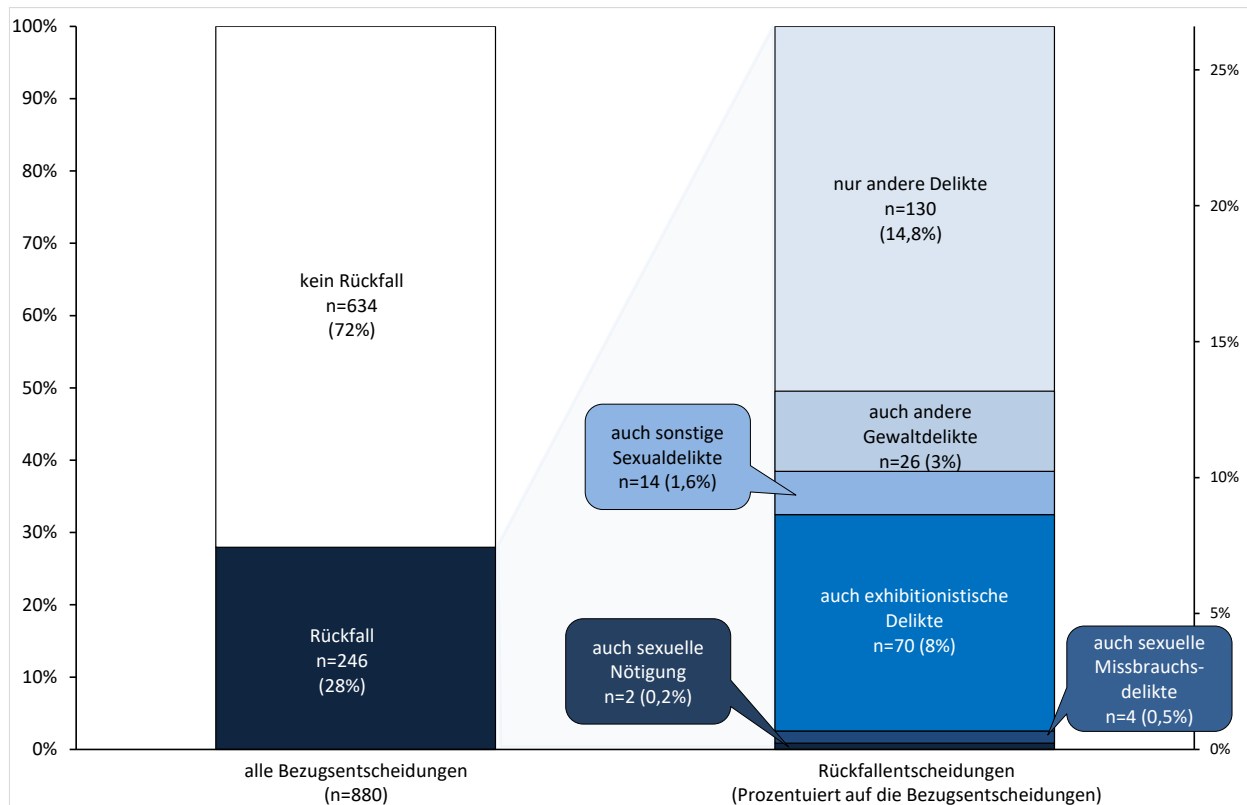 100%
90%
80%
70%
60%
50%
40%
30%
20%
10%
0%
kein Rückfall
n=634
(72%)
Rückfall
n=246
(28%)
alle Bezugsentscheidungen
(n=880)
nur andere Delikte
n=130
(14,8%)
auch andere
Gewaltdelikte
n=26 (3%)
auch sonstige
Sexualdelikte
n=14 (1,6%)
auch exhibitionistische
Delikte
n=70 (8%)
auch sexuelle
Nötigung
n=2 (0,2%)
auch sexuelle
Missbrauchs-
delikte
n=4 (0,5%)
Rückfallentscheidungen
(Prozentuiert auf die Bezugsentscheidungen)
25%
20%
15%
10%
5%
0%